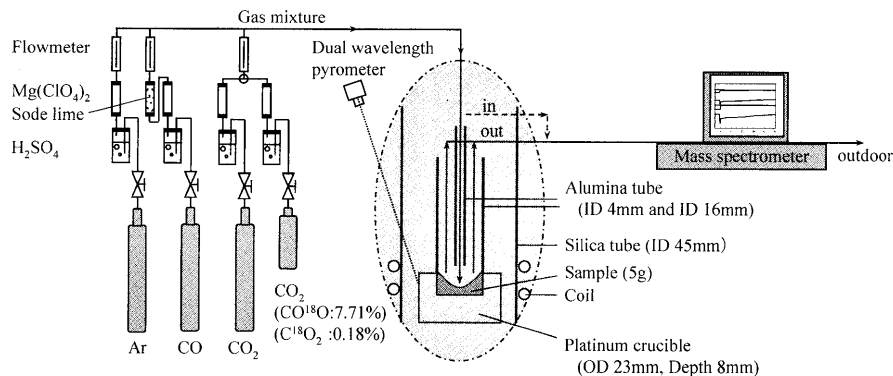 Gas mixture
Flowmeter
Mg(ClO4)2
Sode lime
H2SO4
Ar
CO
CO2
CO2
(CO18O:7.71%)
(C18O2 :0.18%)
Dual wavelength
pyrometer
in
out
Mass spectrometer
outdoor
Alumina tube
(ID 4mm and ID 16mm)
Silica tube (ID 45mm)
Sample (5g)
Coil
Platinum crucible
(OD 23mm, Depth 8mm)